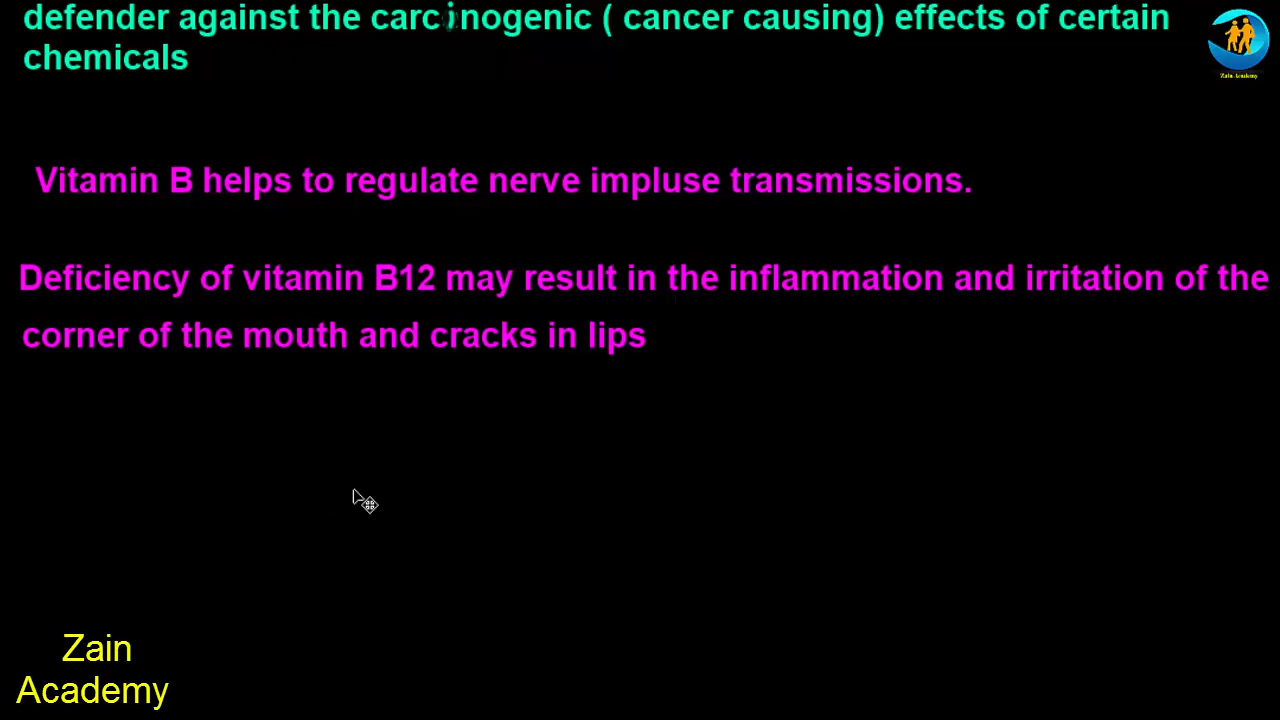 defender against the carcinogenic ( cancer causing) effects of certain
chemicals
Zain Academy
Vitamin B helps to regulate nerve impluse transmissions.
Deficiency of vitamin B12 may result in the inflammation and irritation of the
corner of the mouth and cracks in lips
Zain
Academy